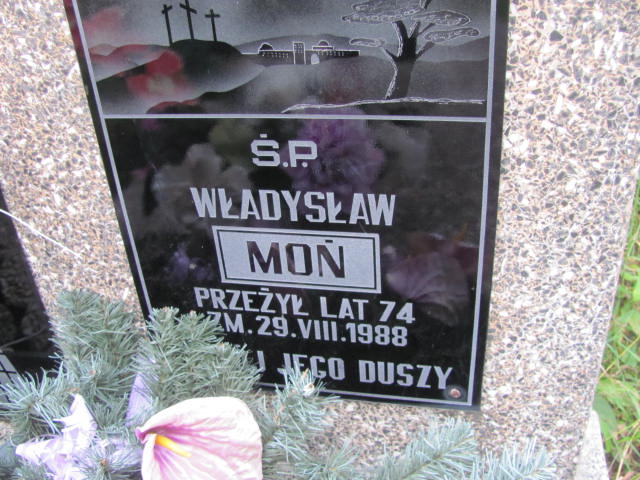 Ś.P.
WŁADYSŁAW
MOŃ
PRZEŻYŁ LAT 74
ZM. 29.VIII.1988
JEGO DUSZY